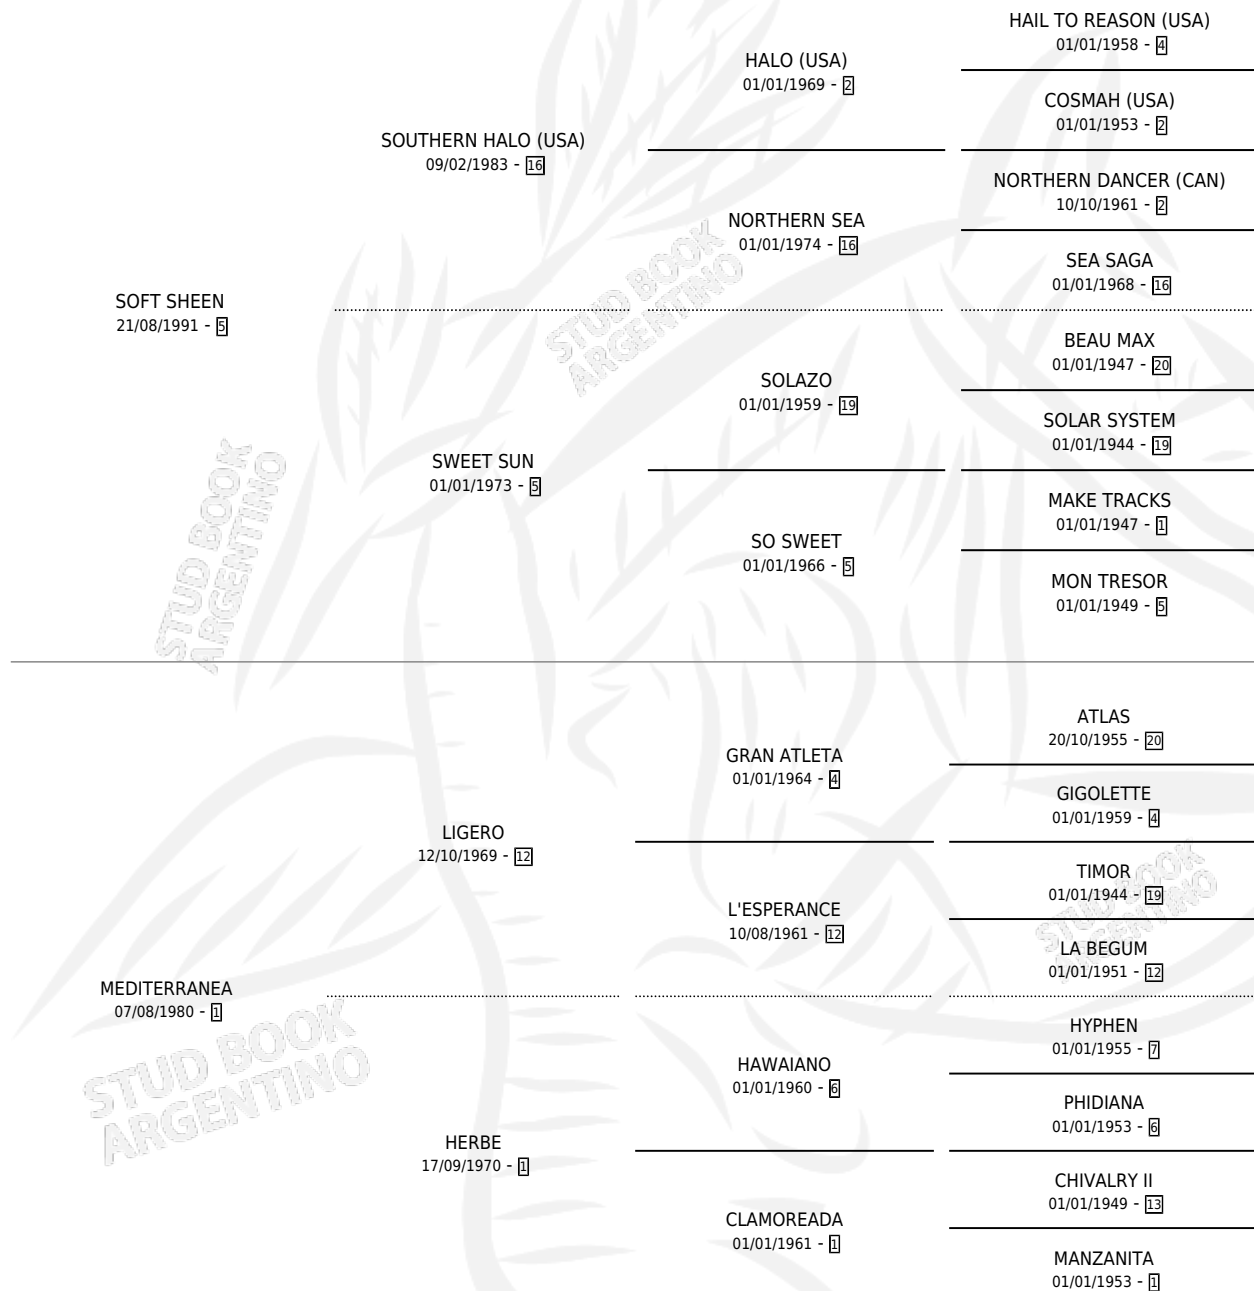 HAIL TO REASON (USA)
01/01/1958 - 4
HALO (USA)
01/01/1969 - 2
COSMAH (USA)
01/01/1953 - 2
SOUTHERN HALO (USA)
09/02/1983 - 16
NORTHERN DANCER (CAN)
10/10/1961 - 2
NORTHERN SEA
01/01/1974 - 16
SEA SAGA
01/01/1968 - 16
SOFT SHEEN
21/08/1991 - 5
BEAU MAX
01/01/1947 - 20
SOLAZO
01/01/1959 - 19
SOLAR SYSTEM
01/01/1944 - 19
SWEET SUN
01/01/1973 - 5
MAKE TRACKS
01/01/1947 - 1
SO SWEET
01/01/1966 - 5
MON TRESOR
01/01/1949 - 5
ATLAS
20/10/1955 - 20
GRAN ATLETA
01/01/1964 - 4
GIGOLETTE
01/01/1959 - 4
LIGERO
12/10/1969 - 12
TIMOR
01/01/1944 - 19
L'ESPERANCE
10/08/1961 - 12
LA BEGUM
01/01/1951 - 12
MEDITERRANEA
07/08/1980 - 1
HYPHEN
01/01/1955 - 7
HAWAIANO
01/01/1960 - 6
PHIDIANA
01/01/1953 - 6
HERBE
17/09/1970 - 1
CHIVALRY II
01/01/1949 - 13
CLAMOREADA
01/01/1961 - 1
MANZANITA
01/01/1953 - 1
STUD BOOK
ARGENTINO
STUD BOOK
ARGENTINO
STUD BOOK
ARGENTINO
STUD BOOK
ARGENTINO